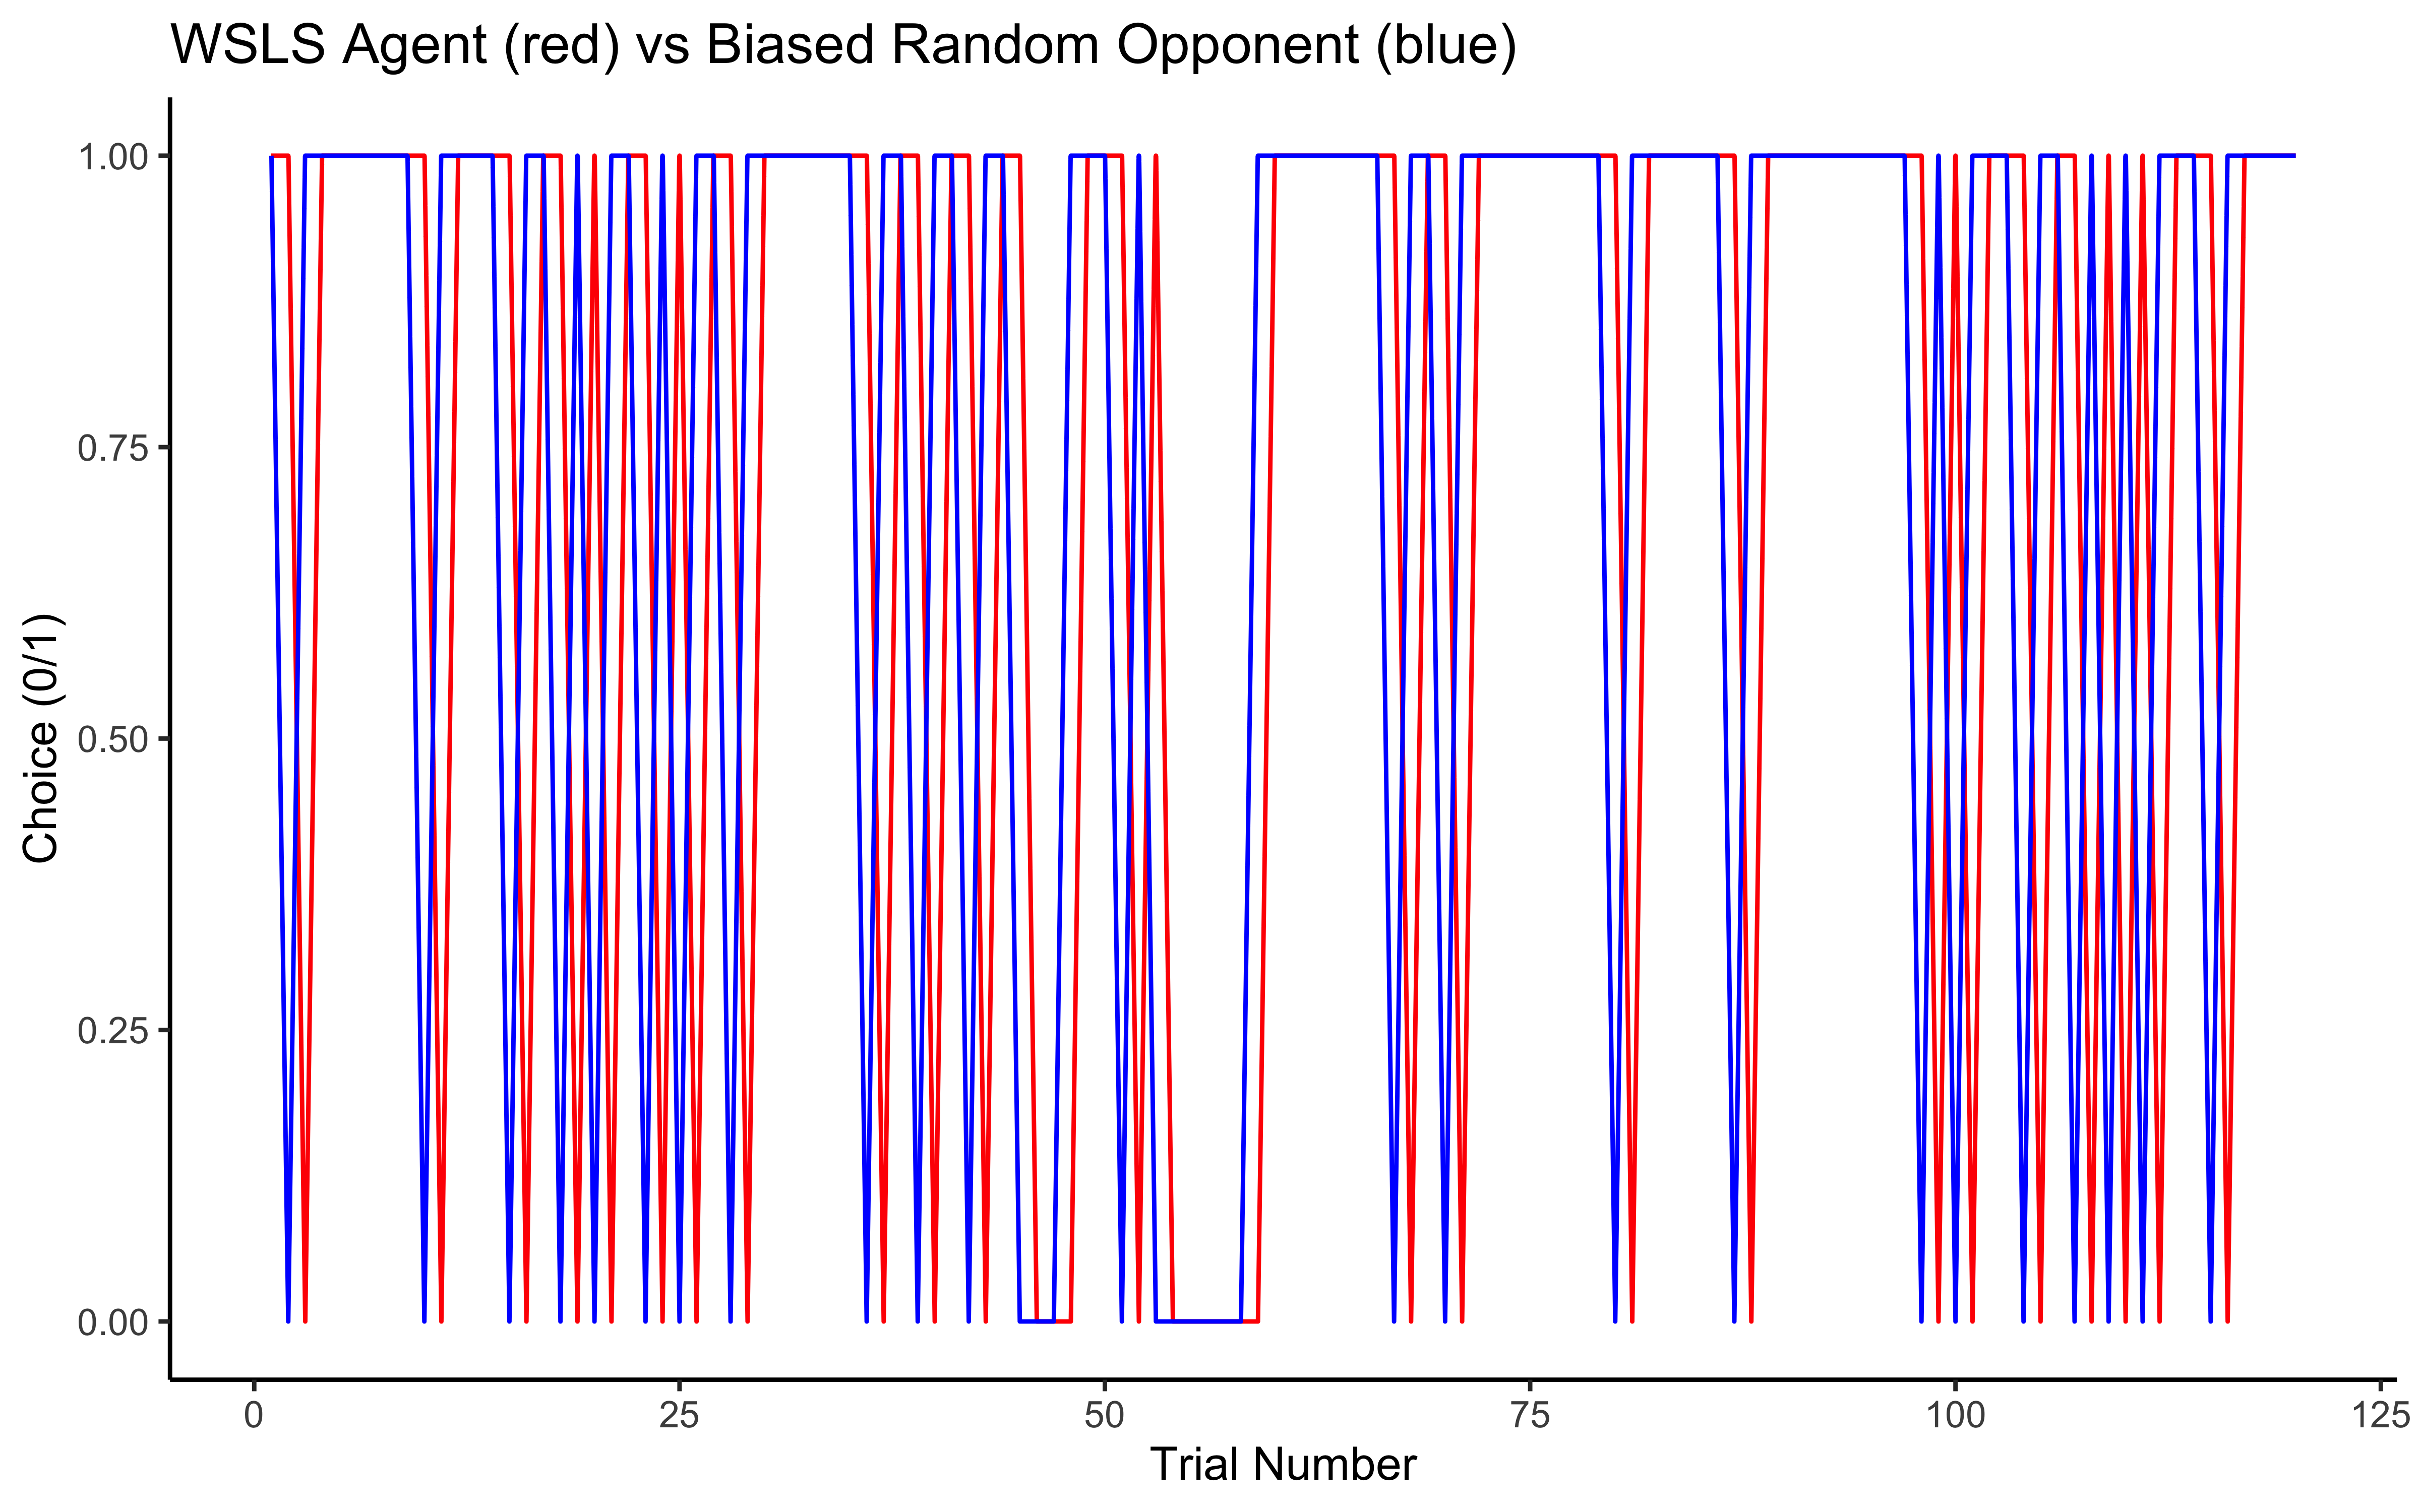 WSLS Agent (red) vs Biased Random Opponent (blue)
1.00
0.75
0.50
0.25
0.00
Choice (0/1)
0 25 50 75 100 125
Trial Number